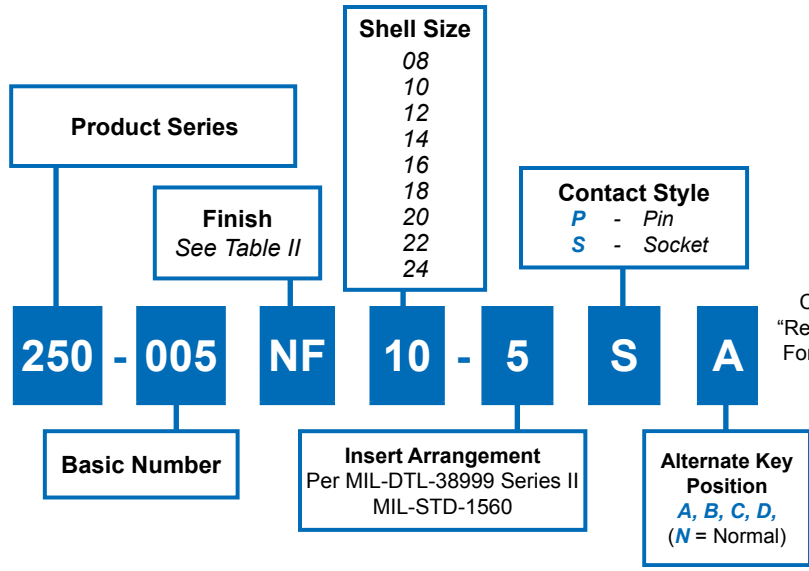 Shell Size
08
10
12
14
16
18
20
22
24
Product Series
Finish
See Table II
Contact Style
P - Pin
S - Socket
250 - 005 NF 10 - 5 S A
Basic Number
Insert Arrangement
Per MIL-DTL-38999 Series II
MIL-STD-1560
Alternate Key
Position
A, B, C, D,
(N = Normal)
C
“Re
For